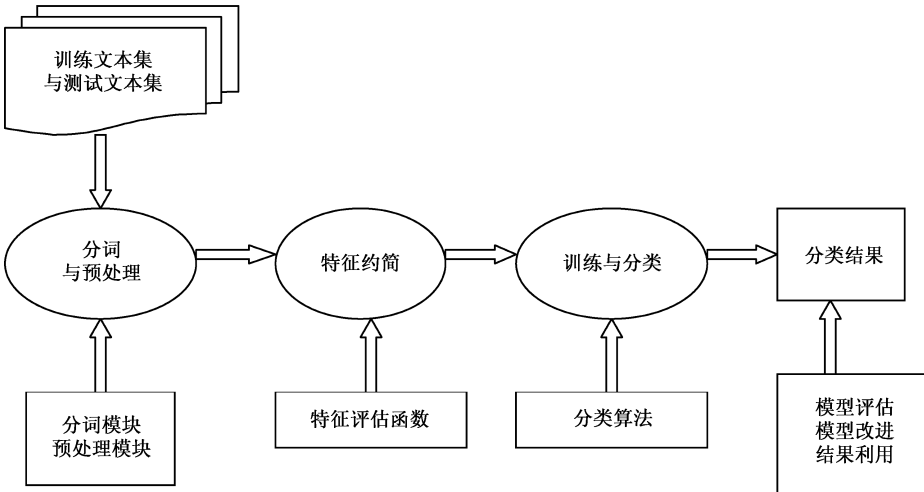 训练文本集
与测试文本集
分词
与预处理
特征约简
训练与分类
分类结果
分词模块
预处理模块
特征评估函数
分类算法
模型评估
模型改进
结果利用